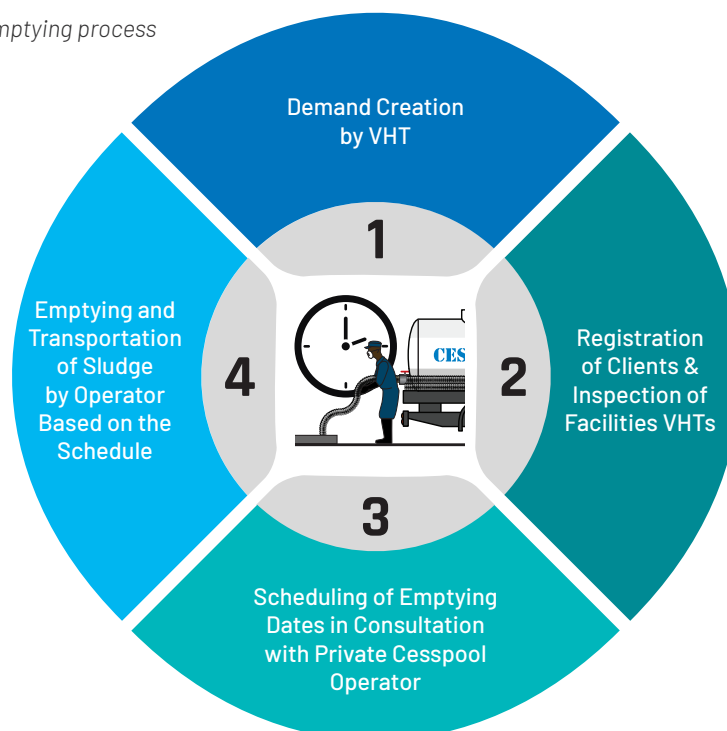 mptying process
Demand Creation
by VHT
1
Registration
of Clients &
Inspection of
Facilities VHTs
2
Scheduling of Emptying
Dates in Consultation
with Private Cesspool
Operator
3
Emptying and
Transportation
of Sludge
by Operator
Based on the
Schedule
4
CES